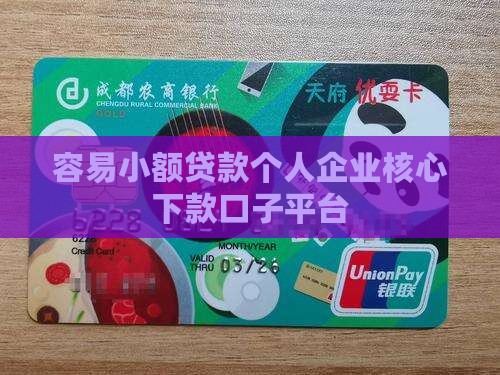 成都农商银行
CHENGDU RURAL COMMERCIAL BANK
GOLD
天府 优耍卡
容易小额贷款个人企业核心
下款口子平台
6228
Credit Card
MONTH/YEAR
VALID
THRU 03/26
UnionPay
银联